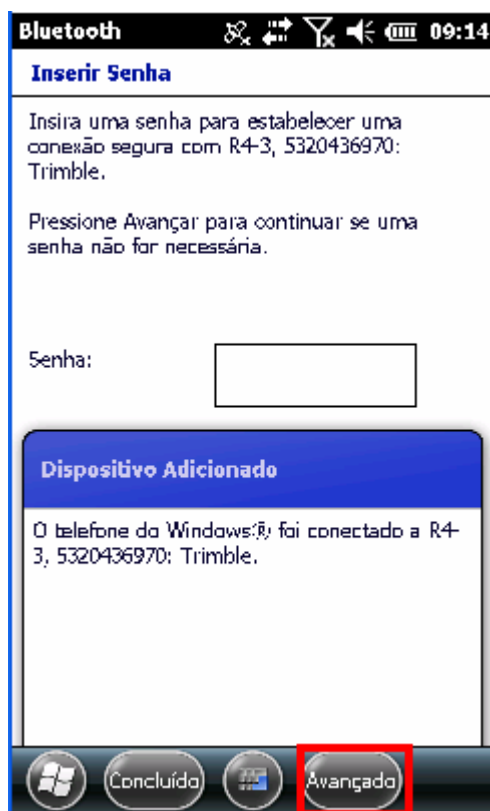 Bluetooth 09:14
Inserir Senha
Insira uma senha para estabelecer uma
conexão segura com R4-3, 5320436970:
Trimble.
Pressione Avançar para continuar se uma
senha não for necessária.
Senha:
Dispositivo Adicionado
O telefone do Windows® foi conectado a R4-
3, 5320436970: Trimble.
Concluído Avançado